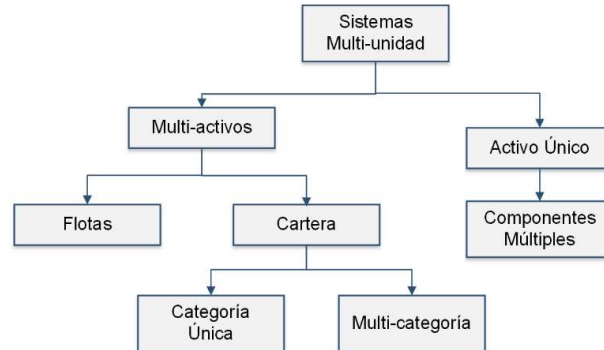 Sistemas
Multi-unidad
Multi-activos
Activo Único
Flotas
Cartera
Componentes
Múltiples
Categoría
Única
Multi-categoría